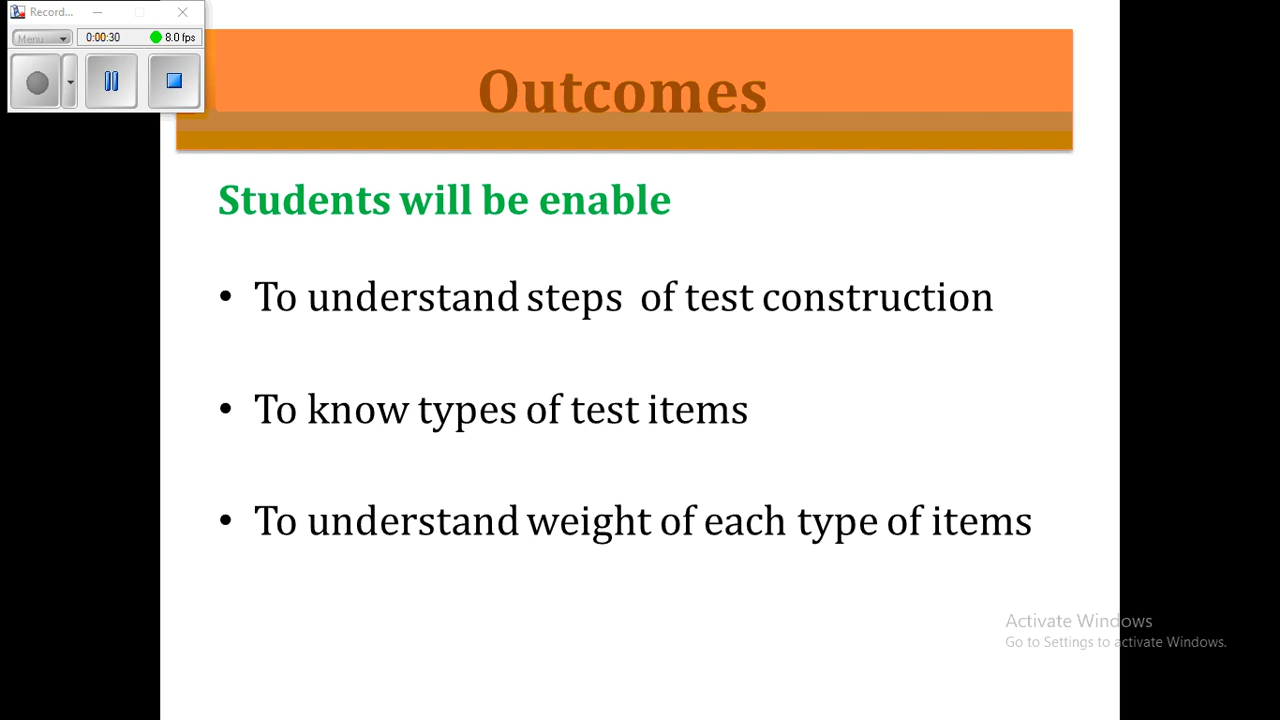 Record...
Menu
0:00:30
8.0 fps
Outcomes
Students will be enable
• To understand steps of test construction
• To know types of test items
• To understand weight of each type of items
Activate Windows
Go to Settings to activate Windows.